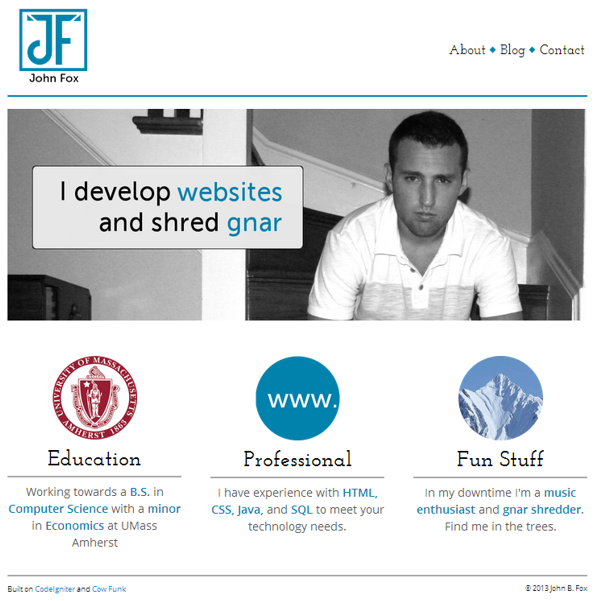 JF
John Fox
About ◆ Blog ◆ Contact
I develop websites
and shred gnar
UNIVERSITY OF MASSACHUSETTS
AMHERST 1863
www.
Education
Professional
Fun Stuff
Working towards a B.S. in
Computer Science with a minor
in Economics at UMass
Amherst
I have experience with HTML,
CSS, Java, and SQL to meet your
technology needs.
In my downtime I'm a music
enthusiast and gnar shredder.
Find me in the trees.
Built on CodeIgniter and Cow Funk
© 2013 John B. Fox